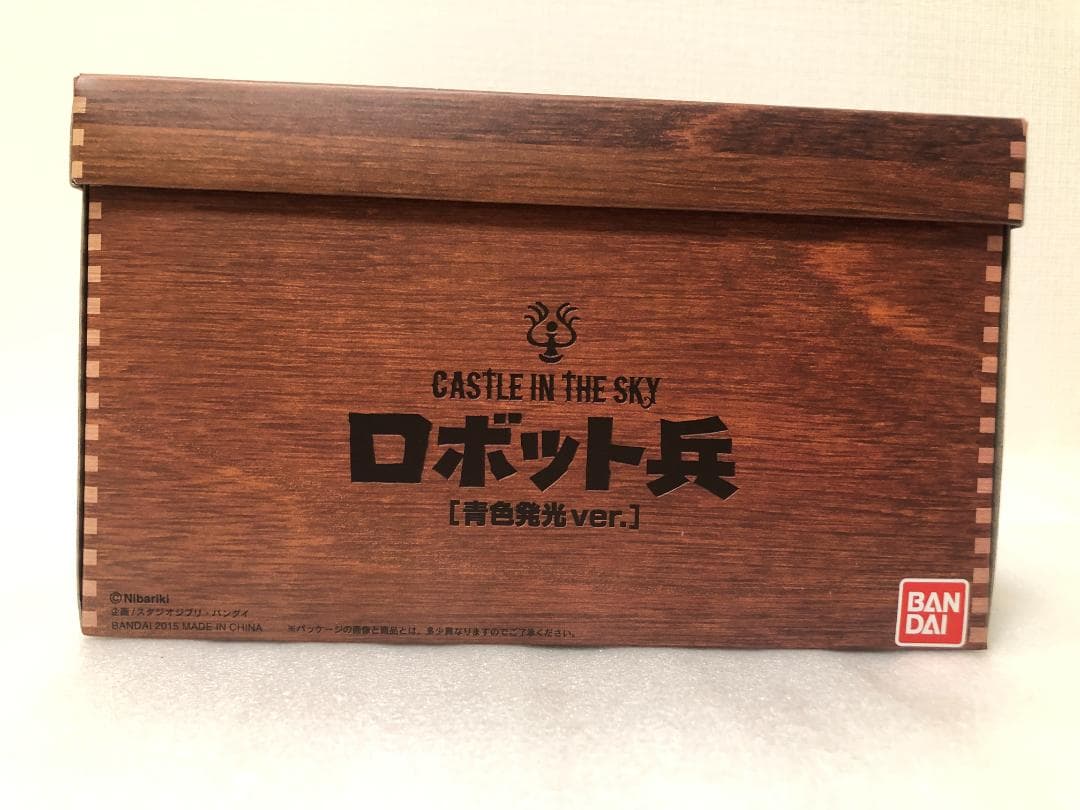 CASTLE IN THE SKY
ロボット兵
[青色発光ver.]
©Nibariki
企画/スタジオジブリ・バンダイ
BANDAI 2015 MADE IN CHINA
※パッケージの画像と商品とは、多少異なりますのでご了承ください。
BAN
DAI